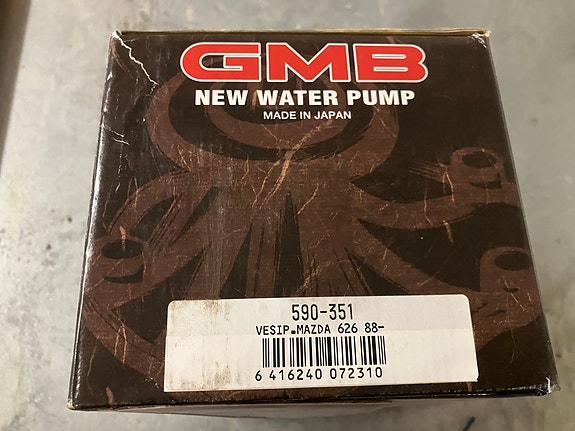 GMB
NEW WATER PUMP
MADE IN JAPAN
590-351
VESIP.MAZDA 626 88-
6 416240 072310